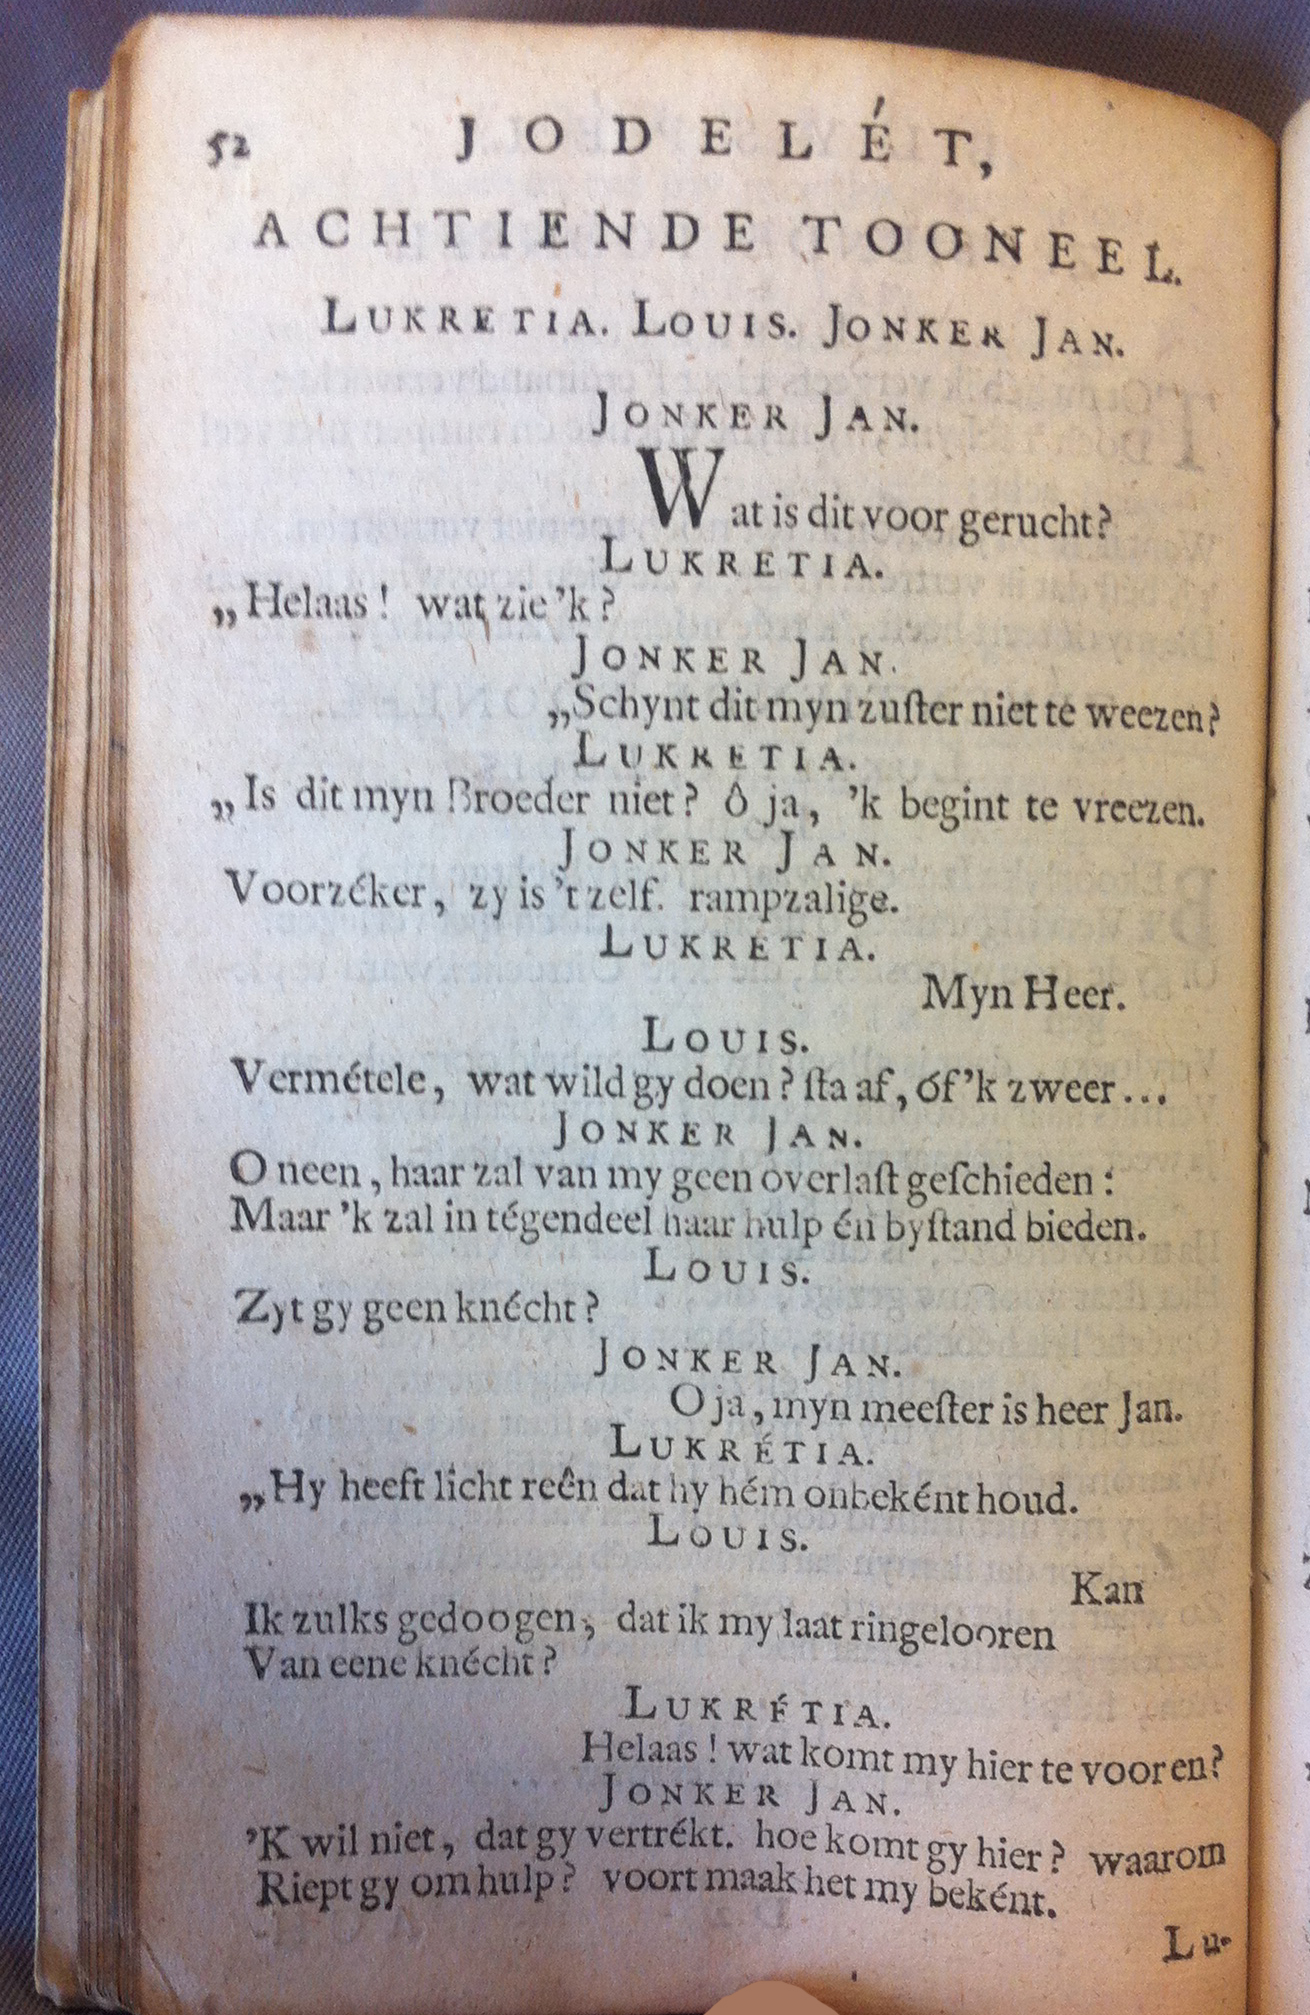 52 JODELÉT,
ACHTIENDE TOONEEL.
LUKRETIA. LOUIS. JONKER JAN.
JONKER JAN.
Wat is dit voor gerucht?
LUKRETIA.
„Helaas! wat zie 'k?
JONKER JAN.
„Schynt dit myn zuſter niet te weezen?
LUKRETIA.
„Is dit myn Broeder niet? ô ja, 'k begint te vreezen.
JONKER JAN.
Voorzéker, zy is 't zelf. rampzalige.
LUKRETIA.
Myn Heer.
LOUIS.
Vermétele, wat wild gy doen? ſta af, óf 'k zweer...
JONKER JAN.
O neen, haar zal van my geen overlaſt geſchieden:
Maar 'k zal in tégendeel haar hulp én byſtand bieden.
LOUIS.
Zyt gy geen knécht?
JONKER JAN.
O ja, myn meeſter is heer Jan.
LUKRÉTIA.
„Hy heeft licht reên dat hy hém onbeként houd.
LOUIS.
Kan
Ik zulks gedoogen, dat ik my laat ringelooren
Van eene knécht?
LUKRÉTIA.
Helaas! wat komt my hier te vooren?
JONKER JAN.
'K wil niet, dat gy vertrékt. hoe komt gy hier? waarom
Riept gy om hulp? voort maak het my beként.
Lu-